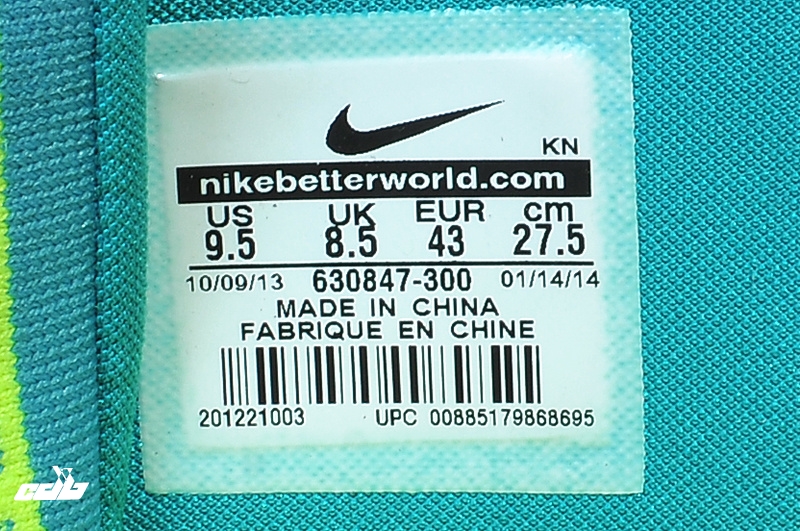 KN
nikebetterworld.com
US UK EUR cm
9.5 8.5 43 27.5
10/09/13 630847-300 01/14/14
MADE IN CHINA
FABRIQUE EN CHINE
201221003 UPC 00885179868695
cdb